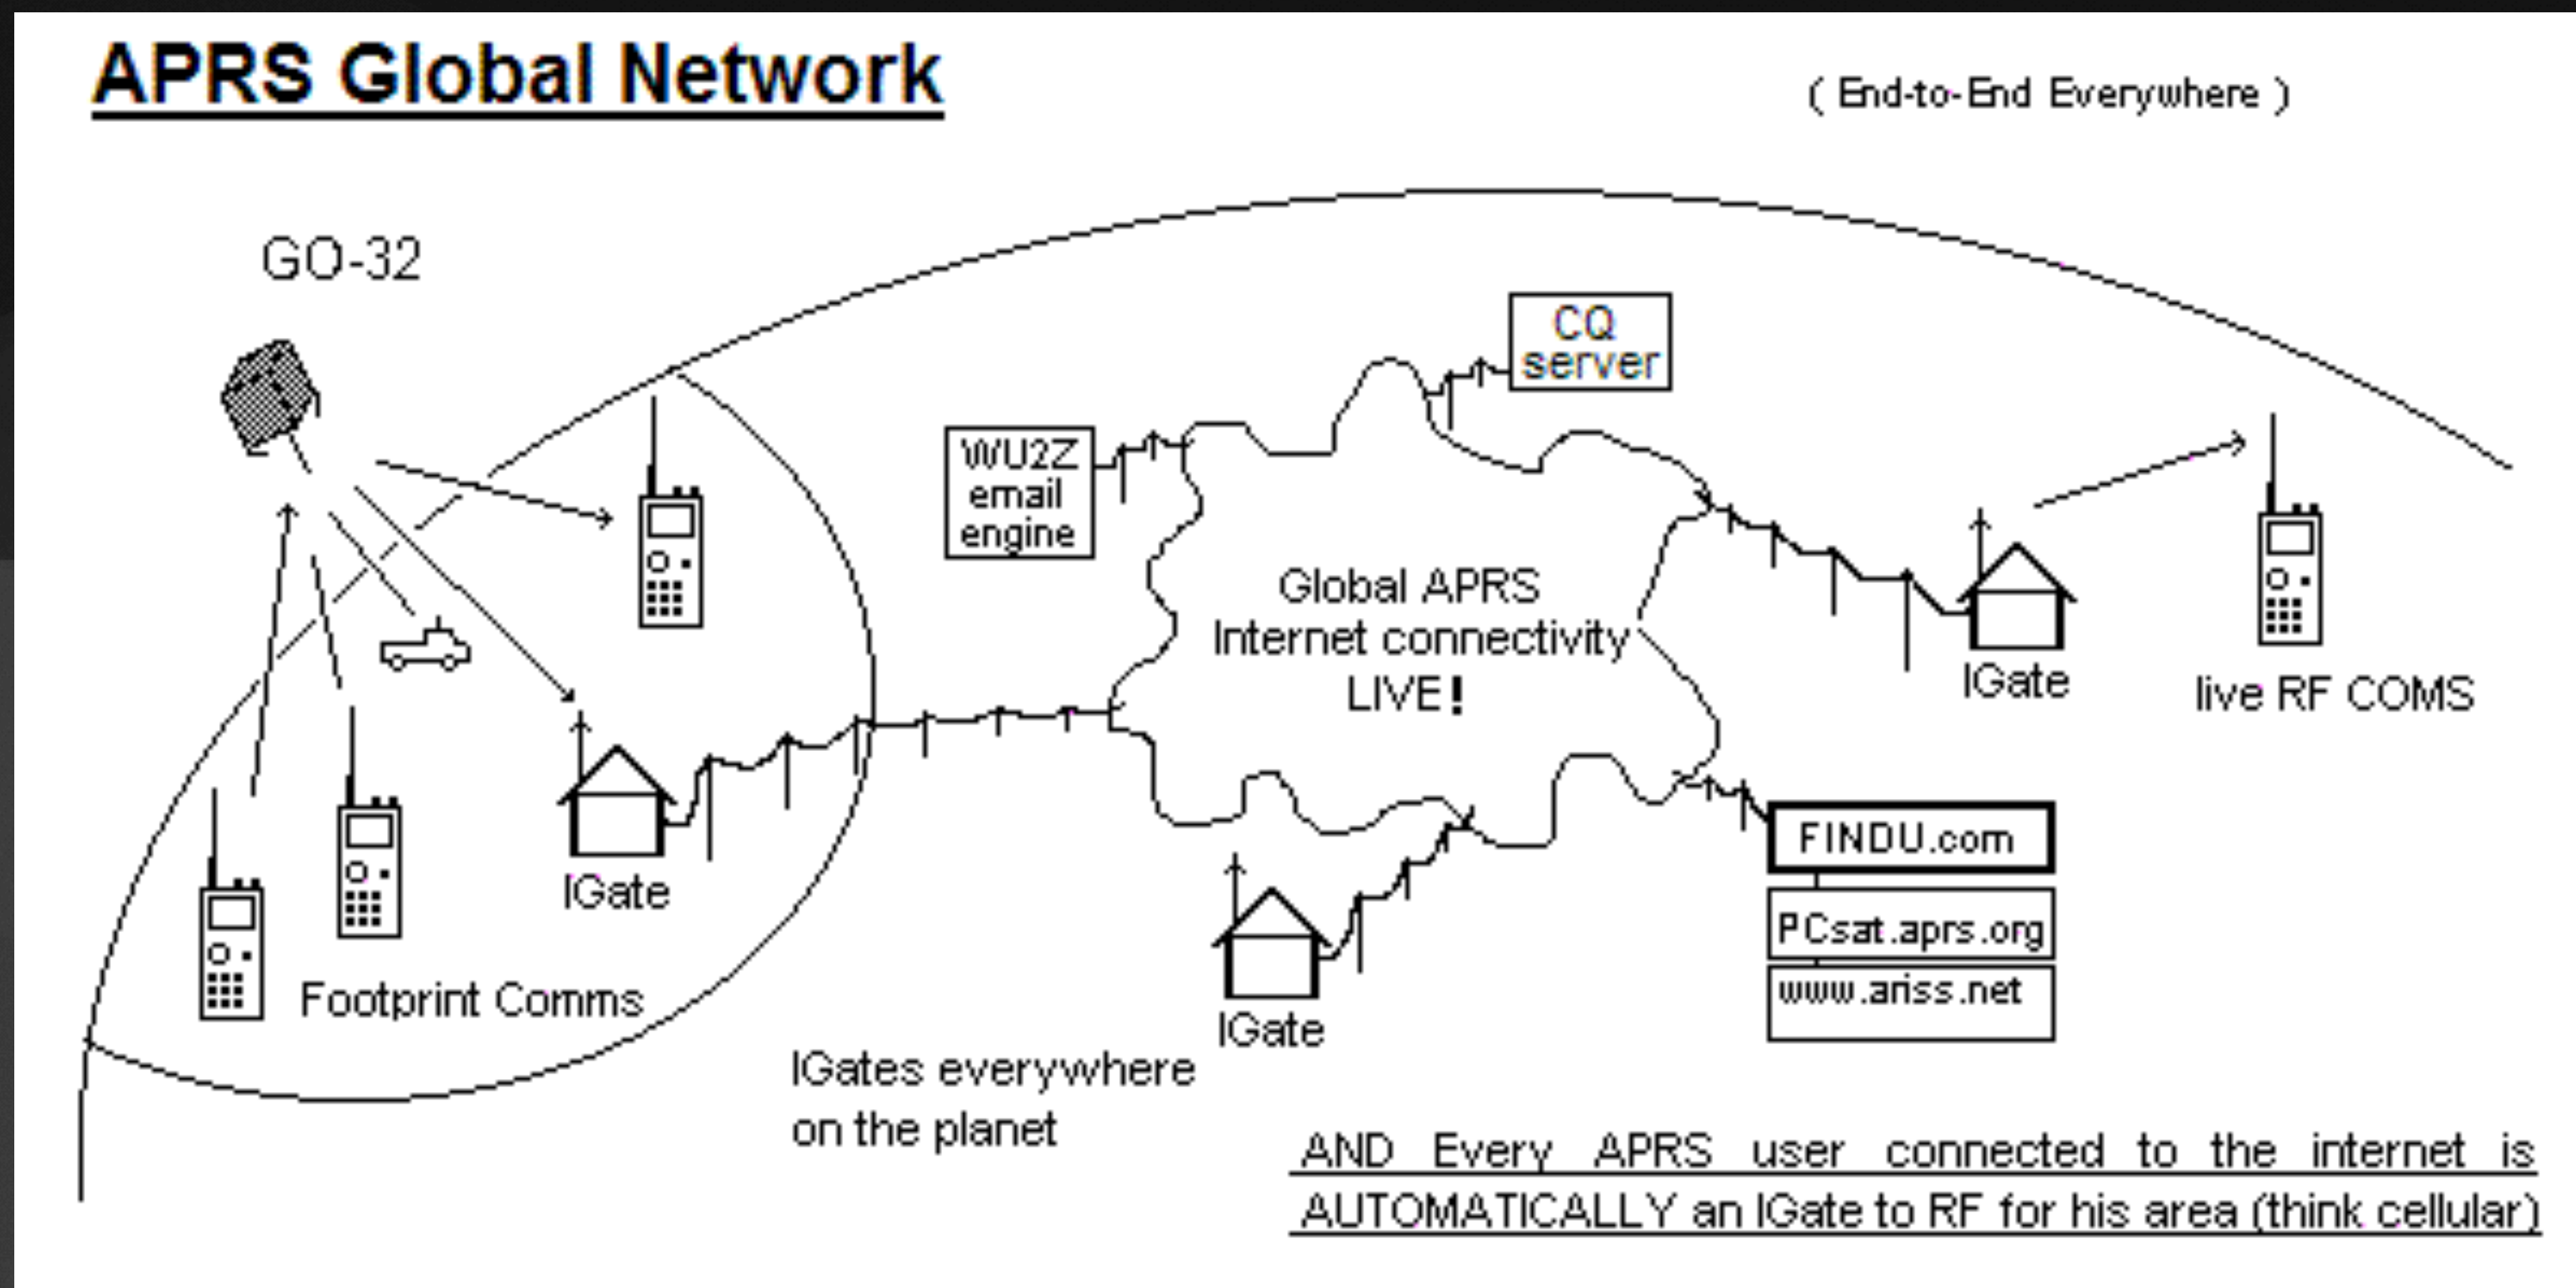 APRS Global Network
( End-to-End Everywhere )
GO-32
CQ
server
WU2Z
email
engine
Global APRS
Internet connectivity
LIVE!
IGate
live RF COMS
IGate
FINDU.com
PCsat.aprs.org
www.ariss.net
Footprint Comms
IGate
IGates everywhere
on the planet
AND Every APRS user connected to the internet is
AUTOMATICALLY an IGate to RF for his area (think cellular)